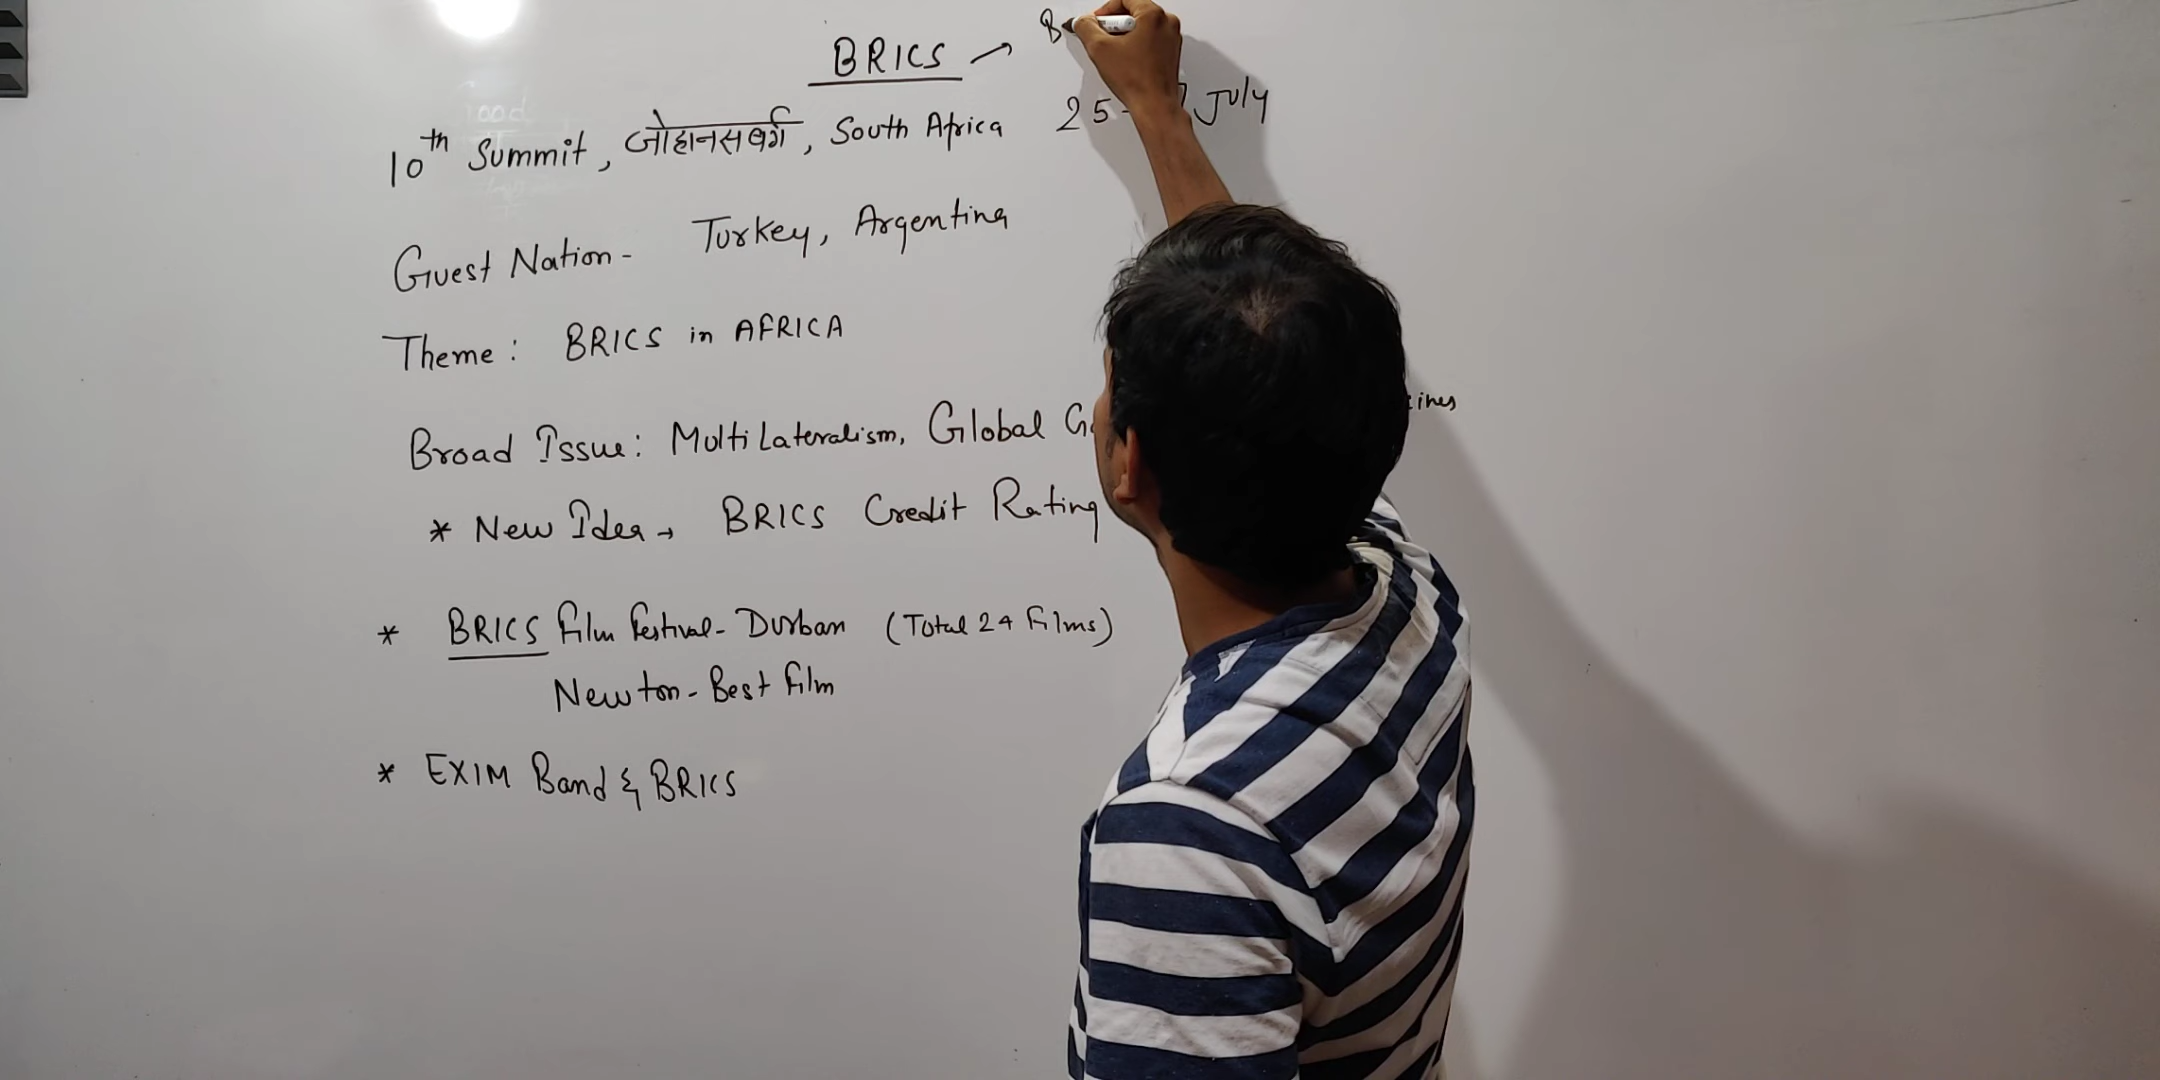 BRICS → B
10th Summit, जोहानसबर्ग, South Africa 25- July
Guest Nation - Turkey, Argentina
Theme : BRICS in AFRICA
Broad Issue : MultiLateralism, Global
* New Idea → BRICS Credit Rating
* BRICS Film Festival - Durban (Total 24 Films)
Newton - Best Film
* EXIM Band & BRICS